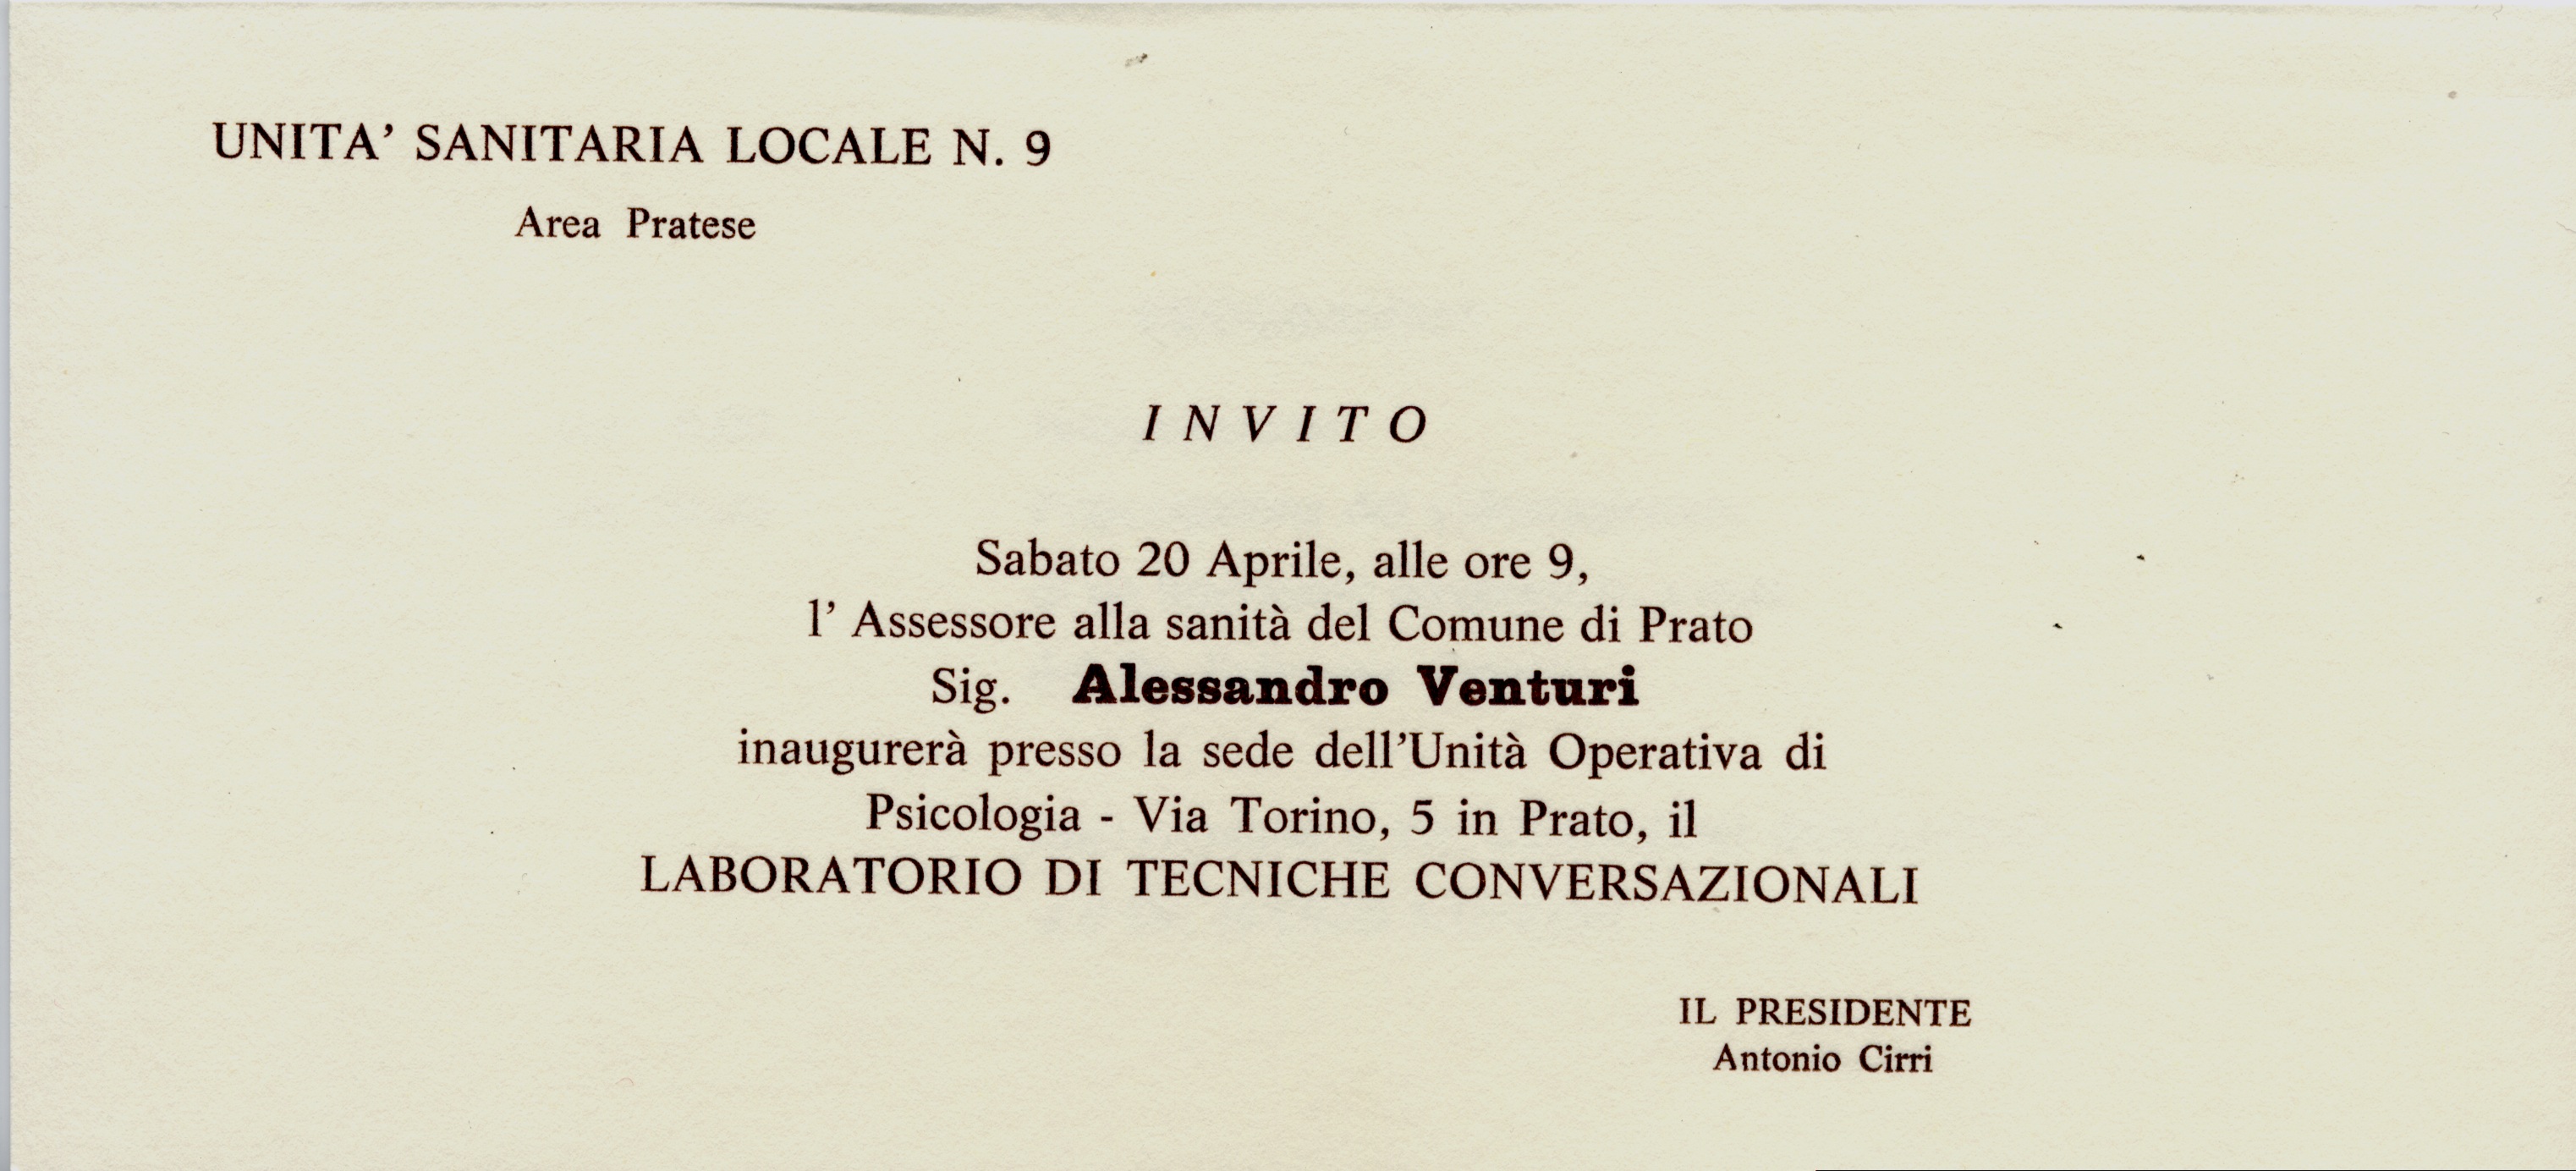 UNITA' SANITARIA LOCALE N. 9
Area Pratese
INVITO
Sabato 20 Aprile, alle ore 9,
l' Assessore alla sanità del Comune di Prato
Sig. Alessandro Venturi
inaugurerà presso la sede dell'Unità Operativa di
Psicologia - Via Torino, 5 in Prato, il
LABORATORIO DI TECNICHE CONVERSAZIONALI
IL PRESIDENTE
Antonio Cirri